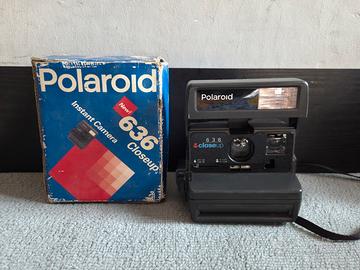 Polaroid
Instant Camera
New!
636
Closeup
Polaroid
636
closeup